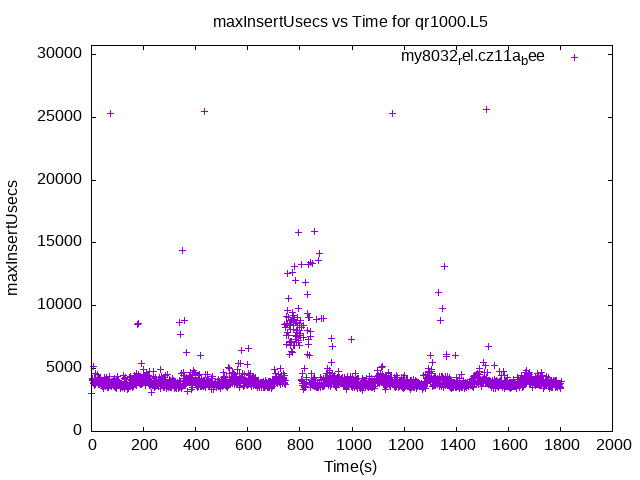 maxInsertUsecs vs Time for qr1000.L5
my8032_rel.cz11a_bee
30000
25000
20000
15000
10000
5000
0
maxInsertUsecs
0 200 400 600 800 1000 1200 1400 1600 1800 2000
Time(s)